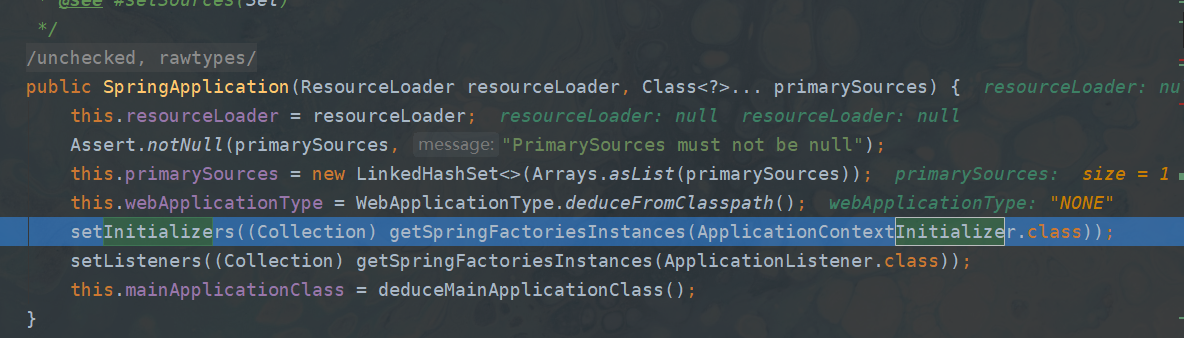 * @see #setSources(Set)
*/
/unchecked, rawtypes/
public SpringApplication(ResourceLoader resourceLoader, Class<?>... primarySources) { resourceLoader: nu
this.resourceLoader = resourceLoader; resourceLoader: null resourceLoader: null
Assert.notNull(primarySources, message: "PrimarySources must not be null");
this.primarySources = new LinkedHashSet<>(Arrays.asList(primarySources)); primarySources: size = 1
this.webApplicationType = WebApplicationType.deduceFromClasspath(); webApplicationType: "NONE"
setInitializers((Collection) getSpringFactoriesInstances(ApplicationContextInitializer.class));
setListeners((Collection) getSpringFactoriesInstances(ApplicationListener.class));
this.mainApplicationClass = deduceMainApplicationClass();
}